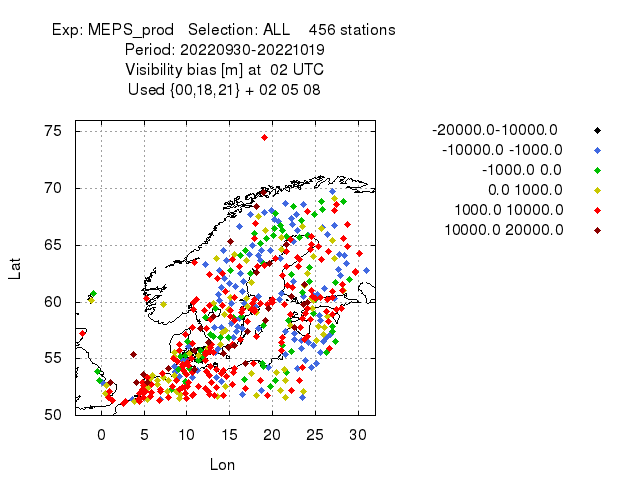 Exp: MEPS_prod   Selection: ALL    456 stations
Period: 20220930-20221019
Visibility bias [m] at  02 UTC
Used {00,18,21} + 02 05 08
-20000.0-10000.0
-10000.0 -1000.0
-1000.0 0.0
0.0 1000.0
1000.0 10000.0
10000.0 20000.0
75
70
65
60
55
50
Lat
0 5 10 15 20 25 30
Lon